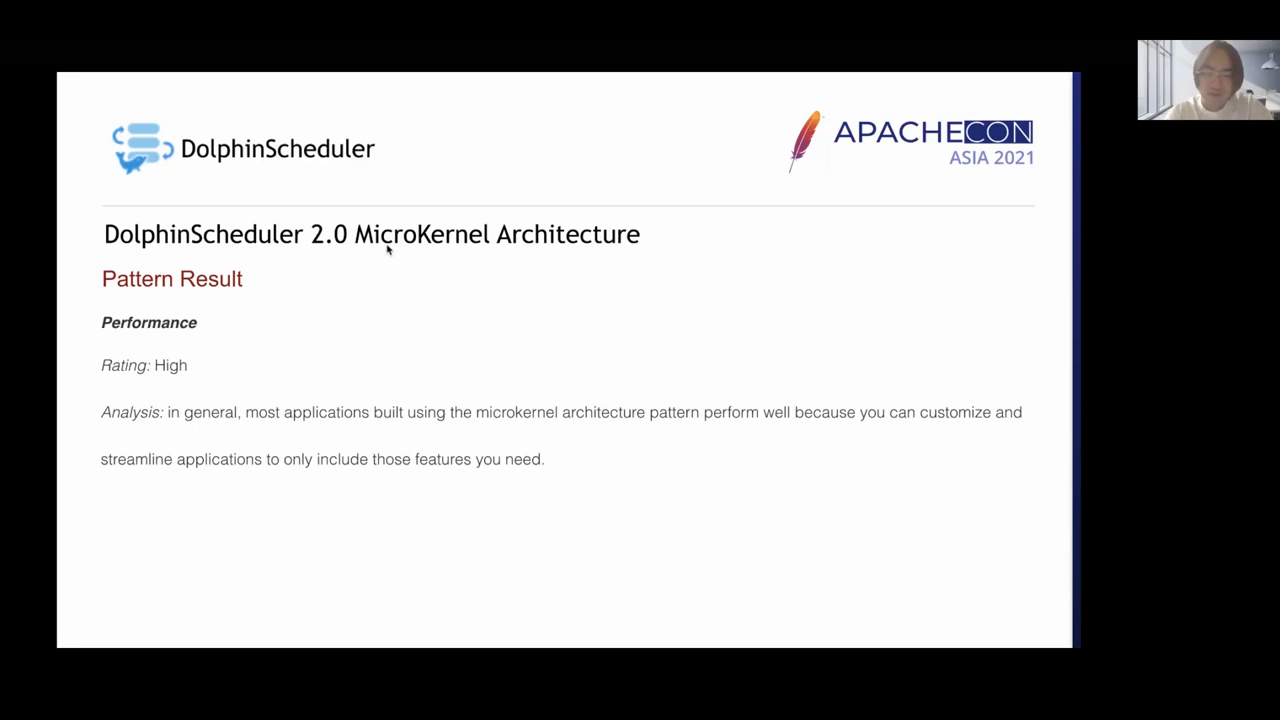 DolphinScheduler
APACHECON
ASIA 2021
DolphinScheduler 2.0 MicroKernel Architecture
Pattern Result
Performance
Rating: High
Analysis: in general, most applications built using the microkernel architecture pattern perform well because you can customize and
streamline applications to only include those features you need.